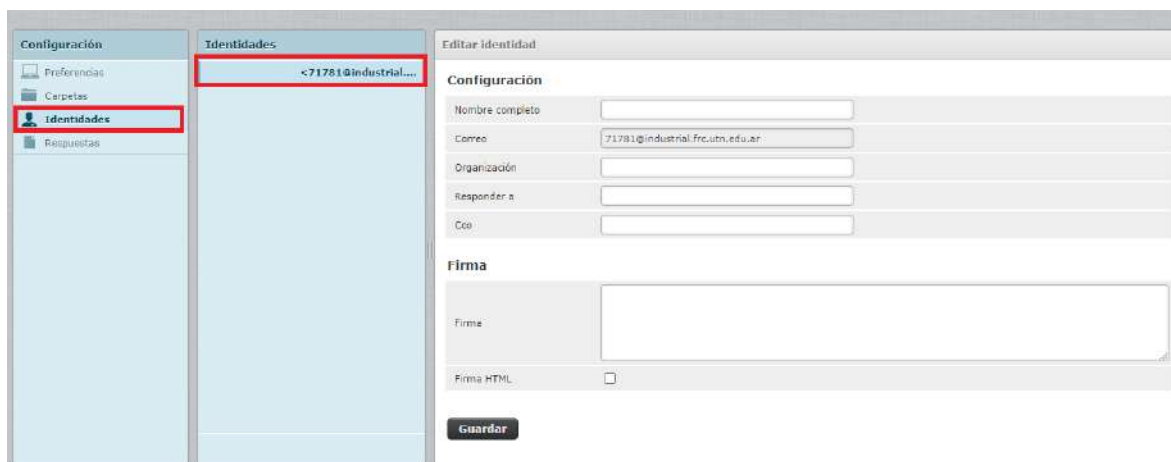 Configuración
Preferencias
Carpetas
Identidades
Respuestas
Identidades
<71781@industrial....
Editar identidad
Configuración
Nombre completo
Correo 71781@industrial.frc.utn.edu.ar
Organización
Responder a
Cco
Firma
Firma
Firma HTML
Guardar